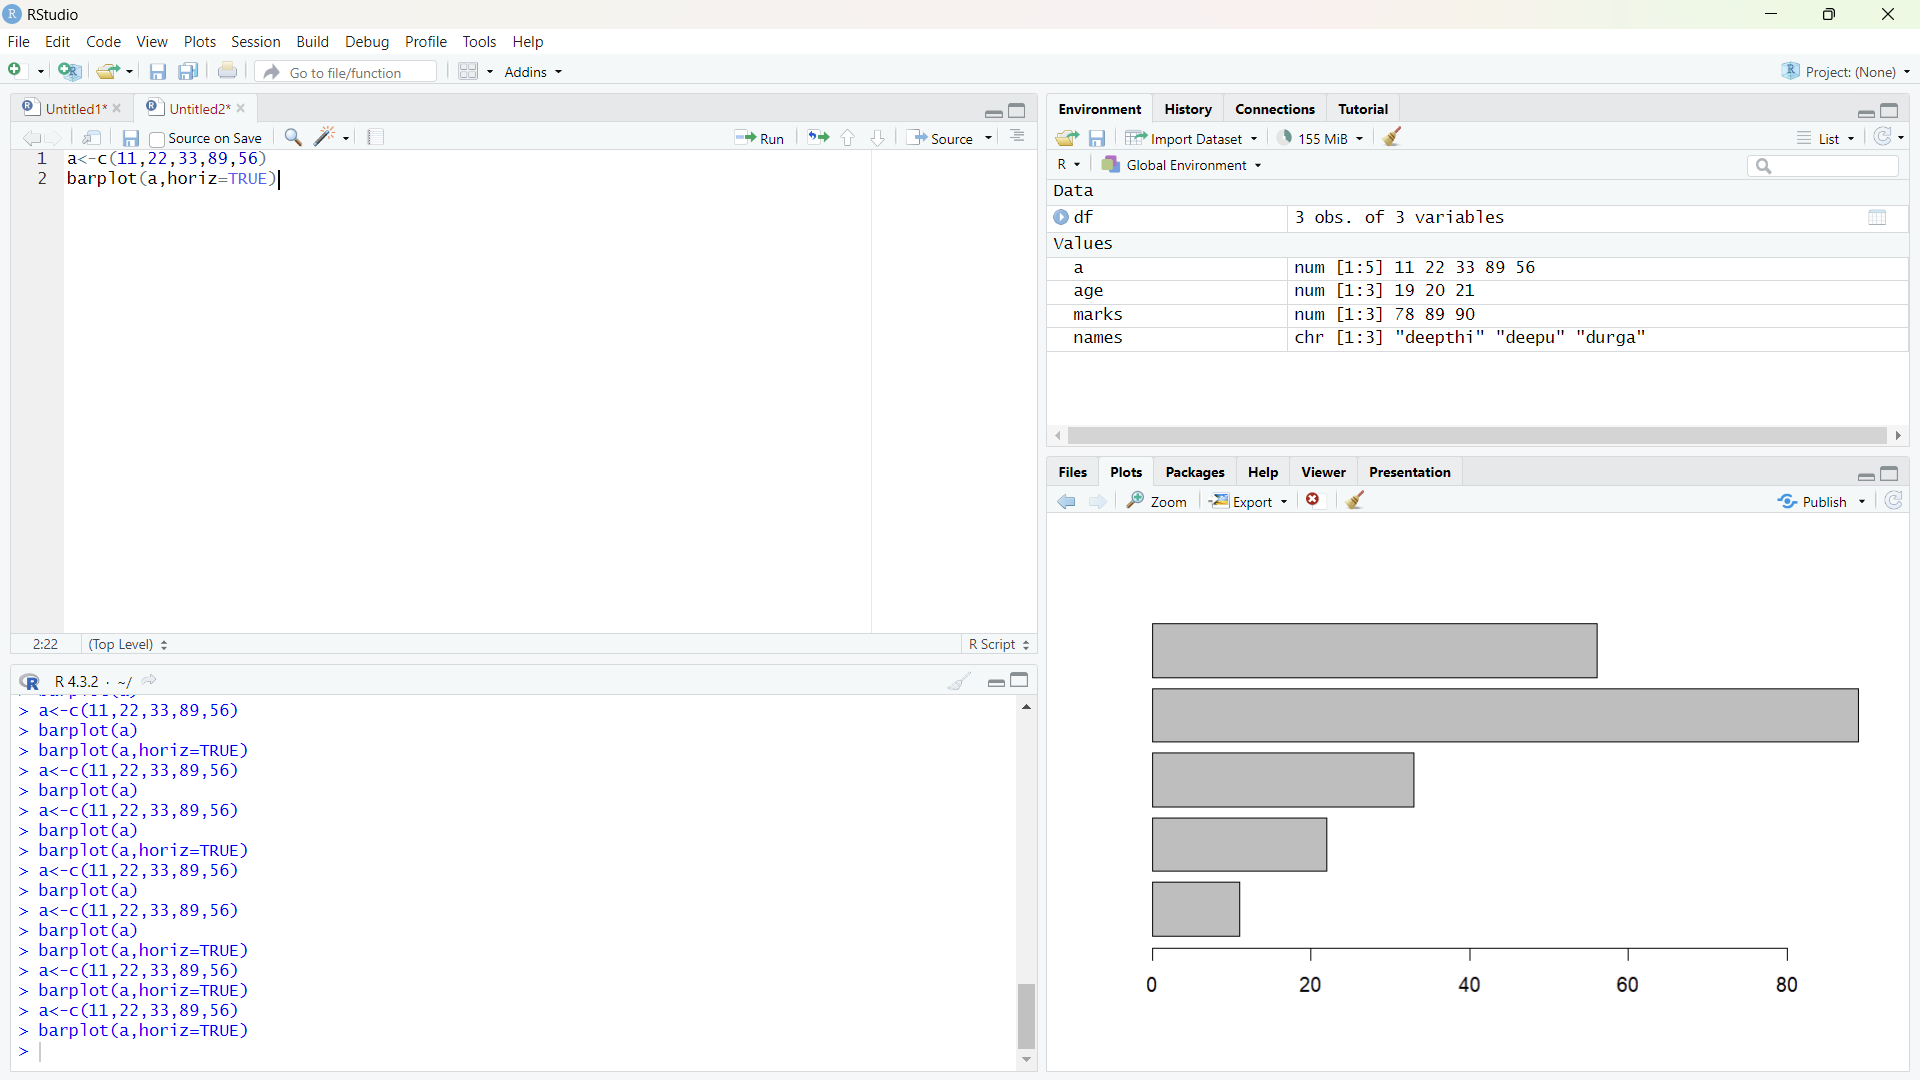 RStudio
File Edit Code View Plots Session Build Debug Profile Tools Help
Go to file/function Addins Project: (None)
Untitled1* Untitled2*
Source on Save Run Source
1 a<-c(11,22,33,89,56)
2 barplot(a,horiz=TRUE)
2:22 (Top Level) R Script
R 4.3.2 · ~/
> a<-c(11,22,33,89,56)
> barplot(a)
> barplot(a,horiz=TRUE)
> a<-c(11,22,33,89,56)
> barplot(a)
> a<-c(11,22,33,89,56)
> barplot(a)
> barplot(a,horiz=TRUE)
> a<-c(11,22,33,89,56)
> barplot(a)
> a<-c(11,22,33,89,56)
> barplot(a)
> barplot(a,horiz=TRUE)
> a<-c(11,22,33,89,56)
> barplot(a,horiz=TRUE)
> a<-c(11,22,33,89,56)
> barplot(a,horiz=TRUE)
>
Environment History Connections Tutorial
Import Dataset 155 MiB List
R Global Environment
Data
df 3 obs. of 3 variables
Values
a num [1:5] 11 22 33 89 56
age num [1:3] 19 20 21
marks num [1:3] 78 89 90
names chr [1:3] "deepthi" "deepu" "durga"
Files Plots Packages Help Viewer Presentation
Zoom Export Publish
0 20 40 60 80